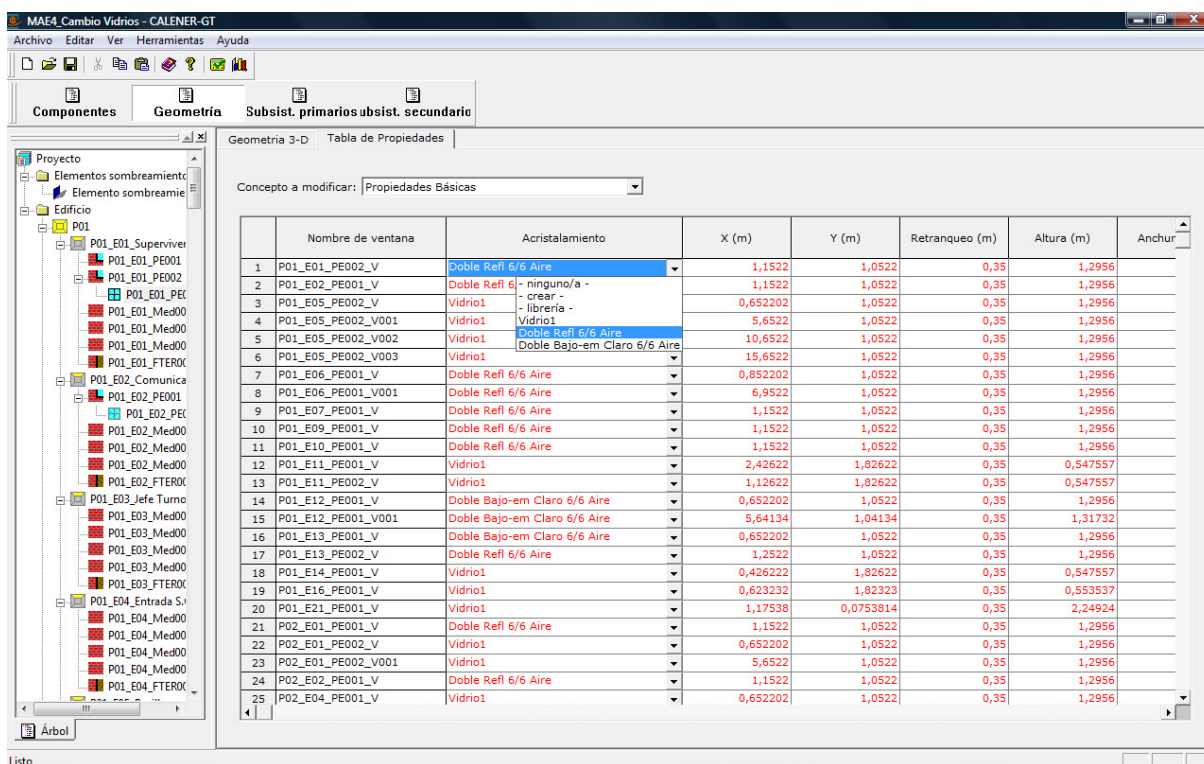 MAE4_Cambio Vidrios - CALENER-GT
Archivo Editar Ver Herramientas Ayuda
Componentes Geometría Subsist. primarios ubsist. secundario
Proyecto
Elementos sombreamiento
Elemento sombreamie
Edificio
P01
P01_E01_Superviver
P01_E01_PE001
P01_E01_PE002
P01_E01_PE(
P01_E01_Med00
P01_E01_Med00
P01_E01_Med00
P01_E01_FTER0(
P01_E02_Comunica
P01_E02_PE001
P01_E02_PE(
P01_E02_Med00
P01_E02_Med00
P01_E02_Med00
P01_E02_FTER0(
P01_E03_Jefe Turno
P01_E03_Med00
P01_E03_Med00
P01_E03_Med00
P01_E03_Med00
P01_E03_FTER0(
P01_E04_Entrada S.
P01_E04_Med00
P01_E04_Med00
P01_E04_Med00
P01_E04_Med00
P01_E04_FTER0(
Árbol
Listo
Geometria 3-D Tabla de Propiedades
Concepto a modificar: Propiedades Básicas
Nombre de ventana Acristalamiento X (m) Y (m) Retranqueo (m) Altura (m) Anchur
1 P01_E01_PE002_V Doble Refl 6/6 Aire 1,1522 1,0522 0,35 1,2956
2 P01_E02_PE001_V Doble Refl 6, 1,1522 1,0522 0,35 1,2956
3 P01_E05_PE002_V Vidrio1 0,652202 1,0522 0,35 1,2956
4 P01_E05_PE002_V001 Vidrio1 5,6522 1,0522 0,35 1,2956
5 P01_E05_PE002_V002 Vidrio1 10,6522 1,0522 0,35 1,2956
6 P01_E05_PE002_V003 Vidrio1 15,6522 1,0522 0,35 1,2956
- ninguno/a -
- crear -
- librería -
Vidrio1
Doble Refl 6/6 Aire
Doble Bajo-em Claro 6/6 Aire
7 P01_E06_PE001_V Doble Refl 6/6 Aire 0,852202 1,0522 0,35 1,2956
8 P01_E06_PE001_V001 Doble Refl 6/6 Aire 6,9522 1,0522 0,35 1,2956
9 P01_E07_PE001_V Doble Refl 6/6 Aire 1,1522 1,0522 0,35 1,2956
10 P01_E09_PE001_V Doble Refl 6/6 Aire 1,1522 1,0522 0,35 1,2956
11 P01_E10_PE001_V Doble Refl 6/6 Aire 1,1522 1,0522 0,35 1,2956
12 P01_E11_PE001_V Vidrio1 2,42622 1,82622 0,35 0,547557
13 P01_E11_PE002_V Vidrio1 1,12622 1,82622 0,35 0,547557
14 P01_E12_PE001_V Doble Bajo-em Claro 6/6 Aire 0,652202 1,0522 0,35 1,2956
15 P01_E12_PE001_V001 Doble Bajo-em Claro 6/6 Aire 5,64134 1,04134 0,35 1,31732
16 P01_E13_PE001_V Doble Bajo-em Claro 6/6 Aire 0,652202 1,0522 0,35 1,2956
17 P01_E13_PE002_V Doble Refl 6/6 Aire 1,2522 1,0522 0,35 1,2956
18 P01_E14_PE001_V Vidrio1 0,426222 1,82622 0,35 0,547557
19 P01_E16_PE001_V Vidrio1 0,623232 1,82323 0,35 0,553537
20 P01_E21_PE001_V Vidrio1 1,17538 0,0753814 0,35 2,24924
21 P02_E01_PE001_V Doble Refl 6/6 Aire 1,1522 1,0522 0,35 1,2956
22 P02_E01_PE002_V Vidrio1 0,652202 1,0522 0,35 1,2956
23 P02_E01_PE002_V001 Vidrio1 5,6522 1,0522 0,35 1,2956
24 P02_E02_PE001_V Doble Refl 6/6 Aire 1,1522 1,0522 0,35 1,2956
25 P02_E04_PE001_V Vidrio1 0,652202 1,0522 0,35 1,2956